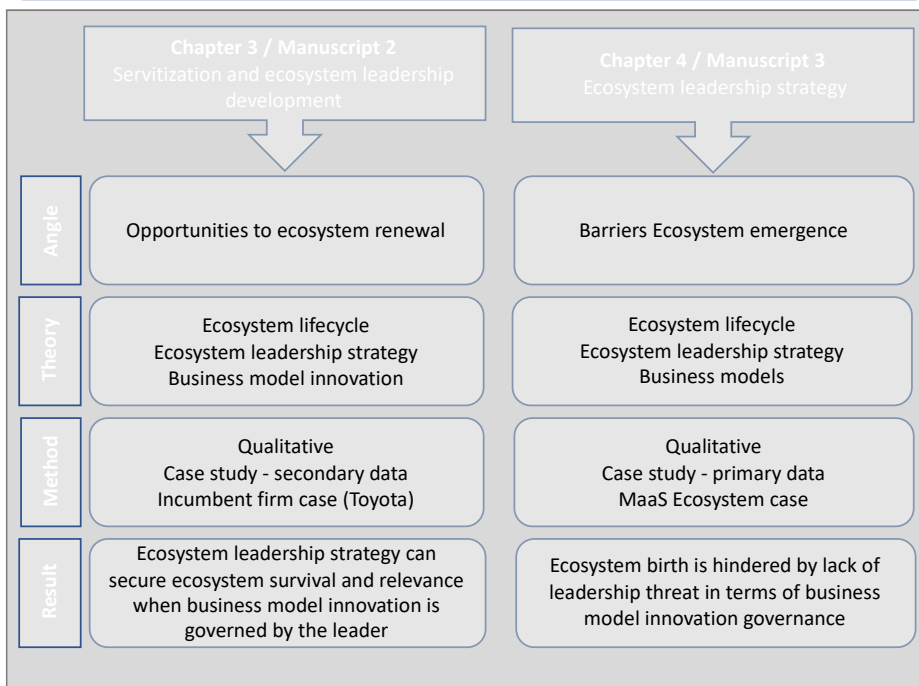 Chapter 3 / Manuscript 2
Servitization and ecosystem leadership
development
Chapter 4 / Manuscript 3
Ecosystem leadership strategy
Angle
Opportunities to ecosystem renewal
Barriers Ecosystem emergence
Theory
Ecosystem lifecycle
Ecosystem leadership strategy
Business model innovation
Ecosystem lifecycle
Ecosystem leadership strategy
Business models
Method
Qualitative
Case study - secondary data
Incumbent firm case (Toyota)
Qualitative
Case study - primary data
MaaS Ecosystem case
Result
Ecosystem leadership strategy can
secure ecosystem survival and relevance
when business model innovation is
governed by the leader
Ecosystem birth is hindered by lack of
leadership threat in terms of business
model innovation governance